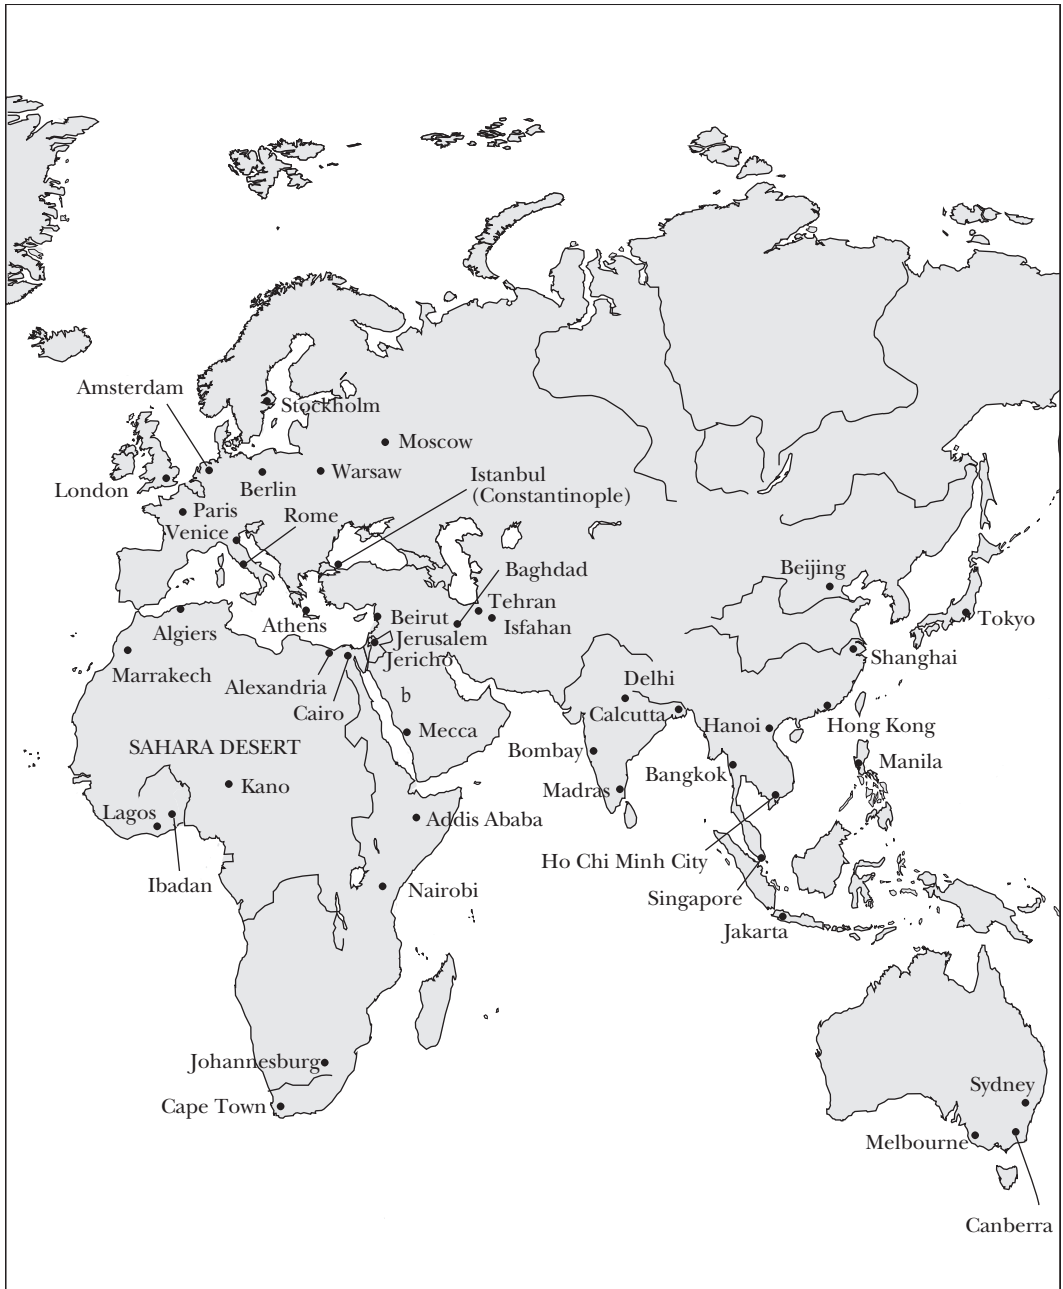 Amsterdam
Stockholm
Moscow
Warsaw
Istanbul
(Constantinople)
London
Berlin
Paris
Rome
Venice
Baghdad
Beijing
Tehran
Algiers
Athens
Beirut
Isfahan
Tokyo
Jerusalem
Jericho
Shanghai
Marrakech
Alexandria
Delhi
b
Cairo
Calcutta
Hanoi
Hong Kong
Mecca
SAHARA DESERT
Bombay
Manila
Bangkok
Kano
Madras
Lagos
Addis Ababa
Ho Chi Minh City
Ibadan
Nairobi
Singapore
Jakarta
Johannesburg
Sydney
Cape Town
Melbourne
Canberra